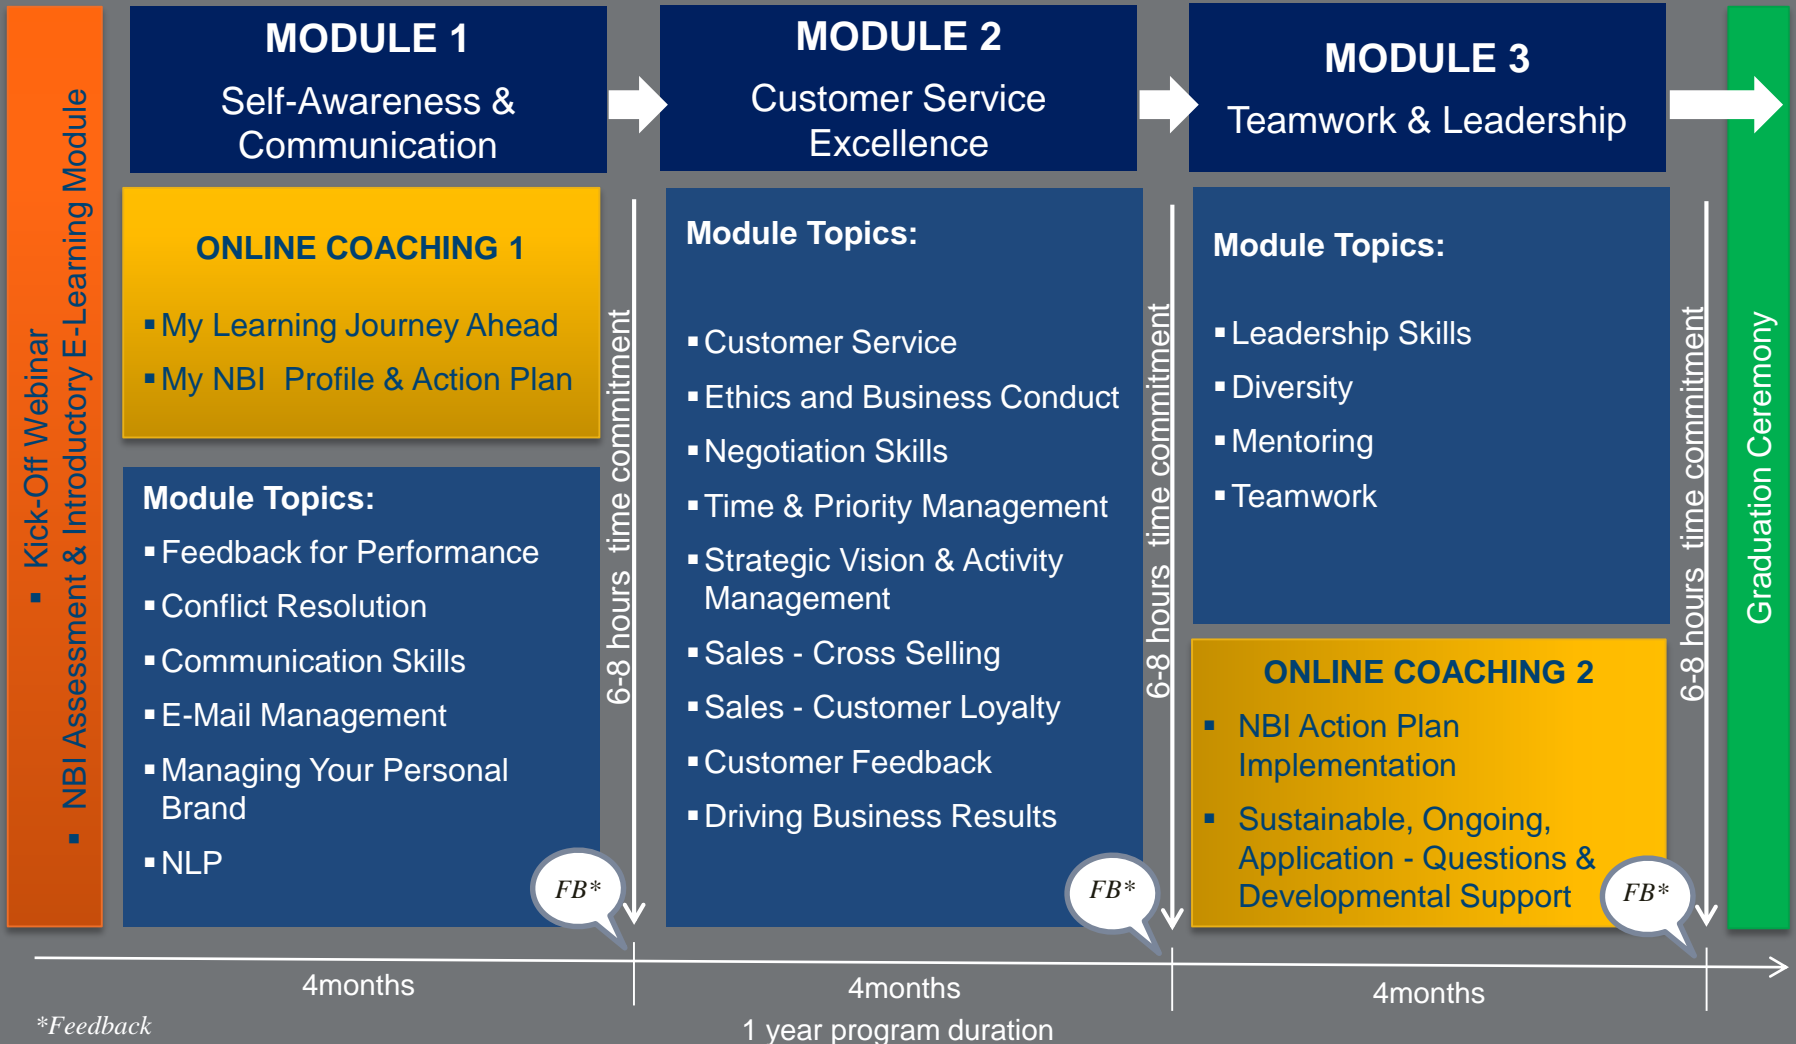 ▪ Kick-Off Webinar
▪ NBI Assessment & Introductory E-Learning Module
MODULE 1
Self-Awareness &
Communication
ONLINE COACHING 1
▪ My Learning Journey Ahead
▪ My NBI Profile & Action Plan
Module Topics:
▪ Feedback for Performance
▪ Conflict Resolution
▪ Communication Skills
▪ E-Mail Management
▪ Managing Your Personal
Brand
▪ NLP
FB*
6-8 hours time commitment
MODULE 2
Customer Service
Excellence
Module Topics:
▪ Customer Service
▪ Ethics and Business Conduct
▪ Negotiation Skills
▪ Time & Priority Management
▪ Strategic Vision & Activity
Management
▪ Sales - Cross Selling
▪ Sales - Customer Loyalty
▪ Customer Feedback
▪ Driving Business Results
FB*
6-8 hours time commitment
MODULE 3
Teamwork & Leadership
Module Topics:
▪ Leadership Skills
▪ Diversity
▪ Mentoring
▪ Teamwork
ONLINE COACHING 2
▪ NBI Action Plan
Implementation
▪ Sustainable, Ongoing,
Application - Questions &
Developmental Support
FB*
6-8 hours time commitment
Graduation Ceremony
4months
4months
4months
*Feedback
1 year program duration